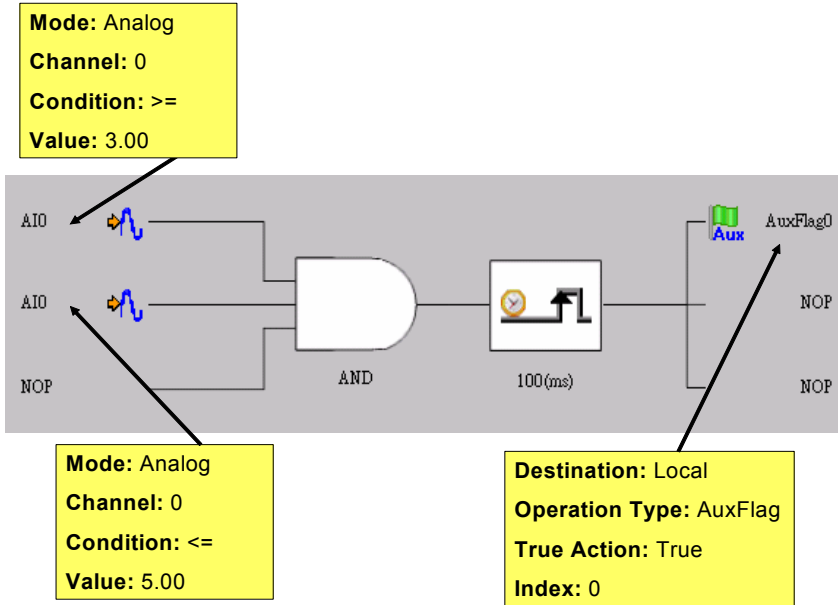 Mode: Analog
Channel: 0
Condition: >=
Value: 3.00
AI0
Aux
AuxFlag0
AI0
NOP
NOP
AND
100(ms)
NOP
Mode: Analog
Channel: 0
Condition: <=
Value: 5.00
Destination: Local
Operation Type: AuxFlag
True Action: True
Index: 0